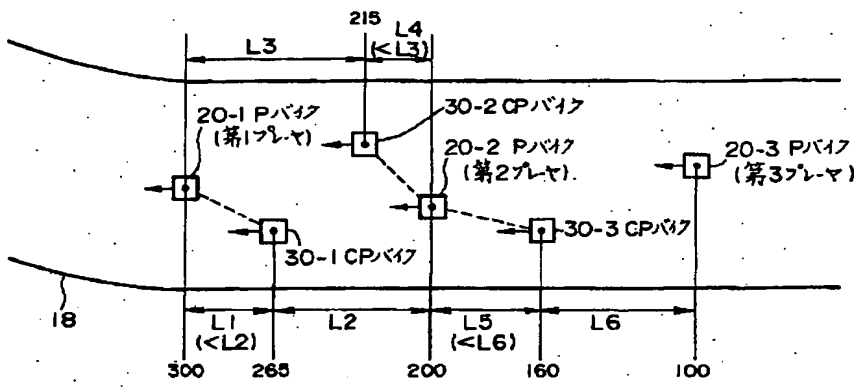 215
L3
L4
(<L3)
20-1 Pバイク
(第1プレーヤ)
30-2 CPバイク
20-2 Pバイク
(第2プレーヤ)
20-3 Pバイク
(第3プレーヤ)
30-1 CPバイク
30-3 CPバイク
18
L1
(<L2)
L2
L5
(<L6)
L6
300
265
200
160
100